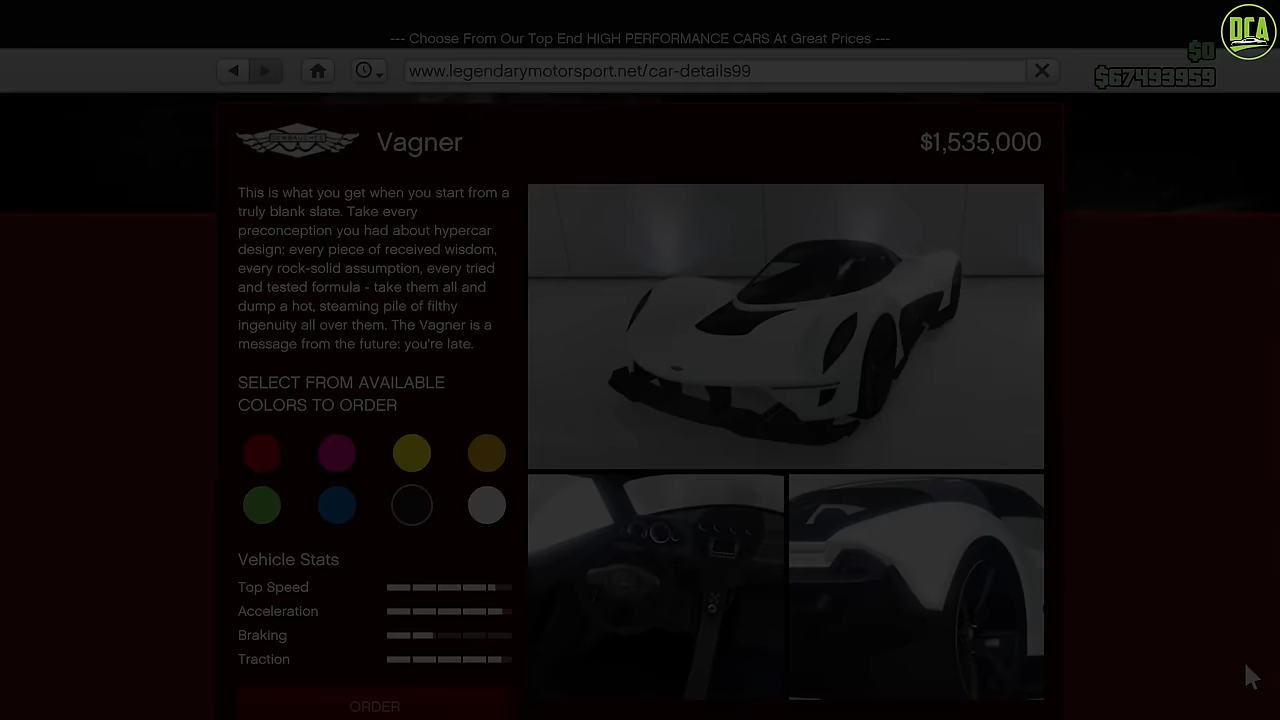 DCA
--- Choose From Our Top End HIGH PERFORMANCE CARS At Great Prices ---
$0
www.legendarymotorsport.net/car-details99
$67493959
DEWBAUCHEE
Vagner
$1,535,000
This is what you get when you start from a
truly blank slate. Take every
preconception you had about hypercar
design: every piece of received wisdom,
every rock-solid assumption, every tried
and tested formula - take them all and
dump a hot, steaming pile of filthy
ingenuity all over them. The Vagner is a
message from the future: you're late.
SELECT FROM AVAILABLE
COLORS TO ORDER
Vehicle Stats
Top Speed
Acceleration
Braking
Traction
ORDER